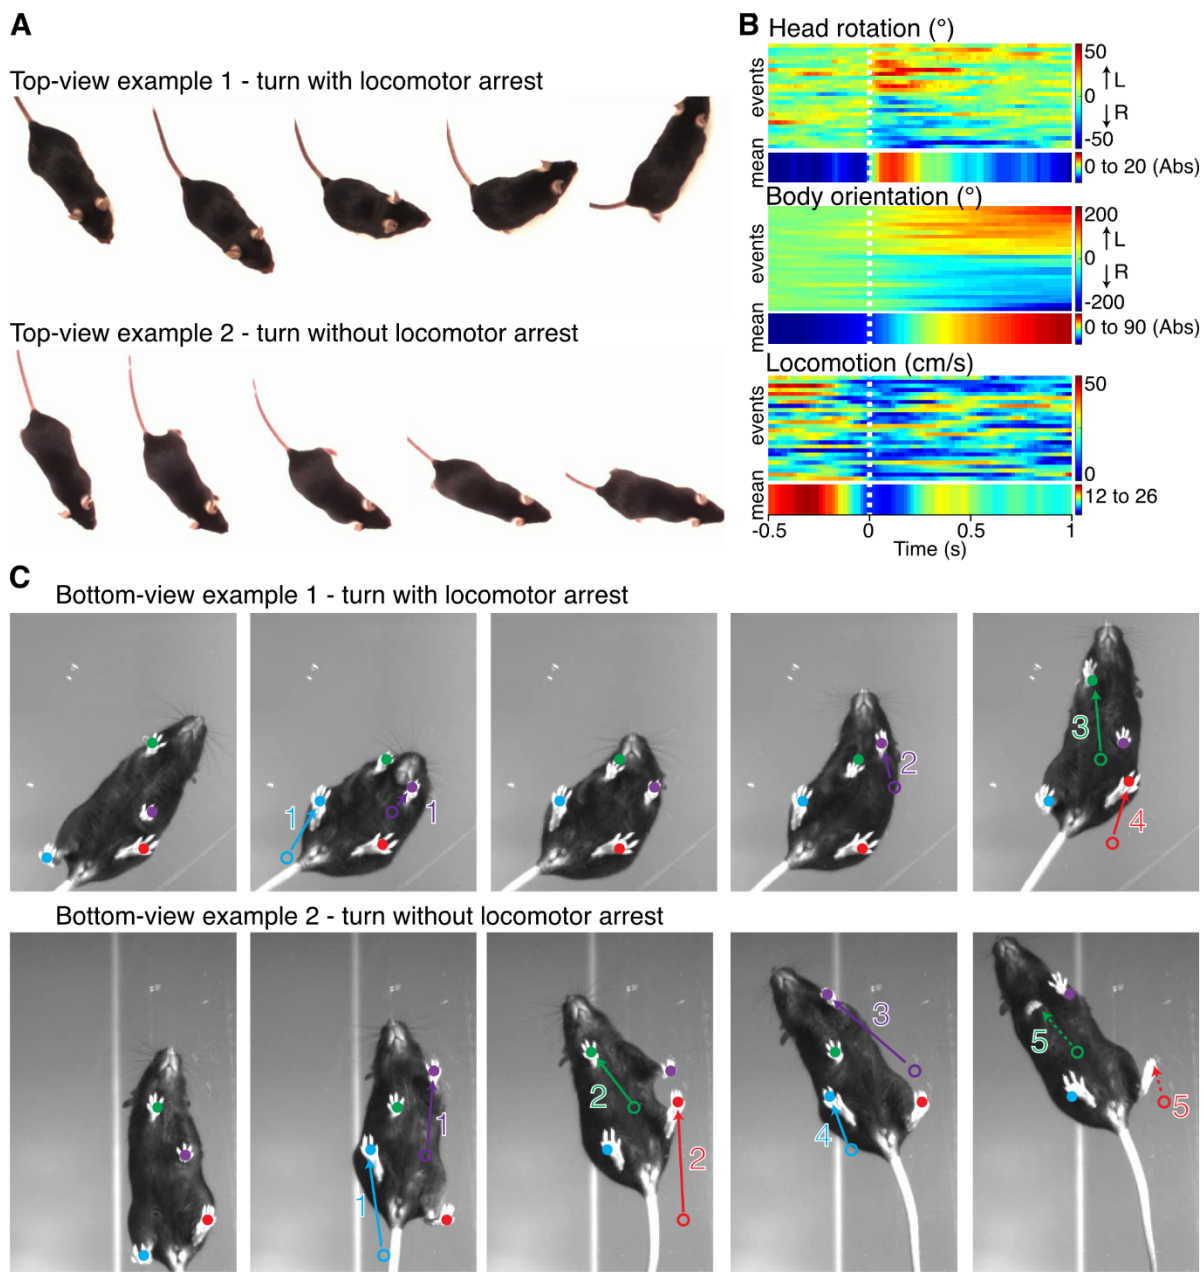 A
Top-view example 1 - turn with locomotor arrest
Top-view example 2 - turn without locomotor arrest
B
Head rotation (°)
events
50
↑L
0
↓R
-50
mean
0 to 20 (Abs)
Body orientation (°)
events
200
↑L
0
↓R
-200
mean
0 to 90 (Abs)
Locomotion (cm/s)
events
50
0
mean
12 to 26
-0.5 0 0.5 1
Time (s)
C
Bottom-view example 1 - turn with locomotor arrest
1 1 2 3 4
Bottom-view example 2 - turn without locomotor arrest
1 1 2 2 3 4 5 5